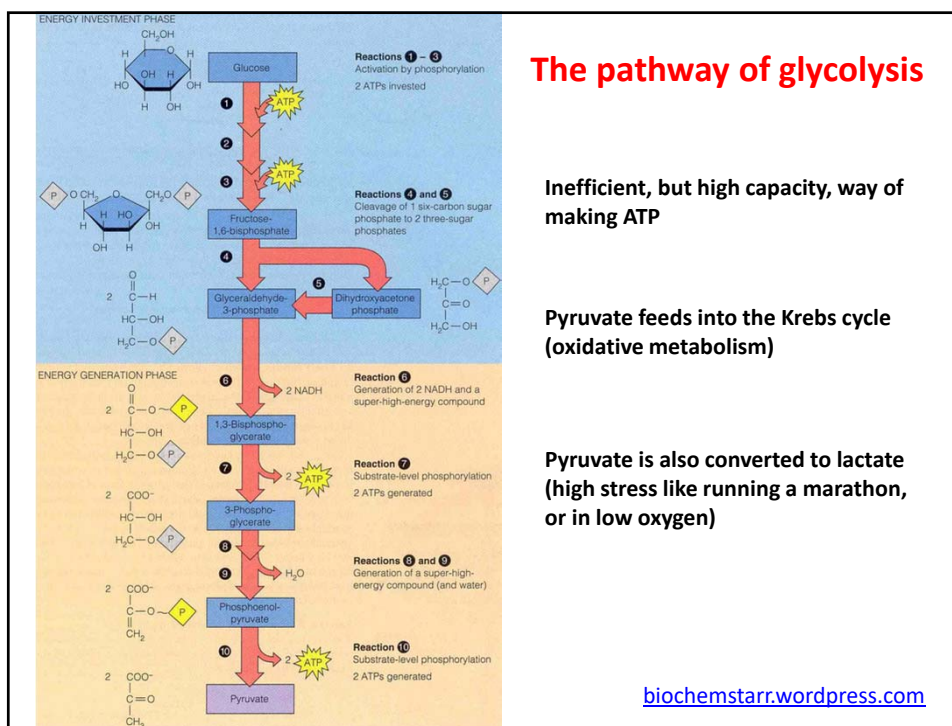 ENERGY INVESTMENT PHASE
CH₂OH
H
O
H
H
OH
H
HO
OH
H
OH
Glucose
Reactions 1 – 3
Activation by phosphorylation
2 ATPs invested
1
ATP
2
3
ATP
P
OCH₂
O
CH₂O
P
H
HO
H
OH
OH
H
Fructose-
1,6-bisphosphate
Reactions 4 and 5
Cleavage of 1 six-carbon sugar
phosphate to 2 three-sugar
phosphates
4
5
O
2 C—H
HC—OH
H₂C—O P
Glyceraldehyde-
3-phosphate
Dihydroxyacetone
phosphate
H₂C—O P
C=O
H₂C—OH
ENERGY GENERATION PHASE
6
2 NADH
Reaction 6
Generation of 2 NADH and a
super-high-energy compound
O
2 C—O~P
HC—OH
H₂C—O P
1,3-Bisphospho-
glycerate
7
2 ATP
Reaction 7
Substrate-level phosphorylation
2 ATPs generated
2 COO⁻
HC—OH
H₂C—O P
3-Phospho-
glycerate
8
9
H₂O
Reactions 8 and 9
Generation of a super-high-
energy compound (and water)
2 COO⁻
C—O~P
CH₂
Phosphoenol-
pyruvate
10
2 ATP
Reaction 10
Substrate-level phosphorylation
2 ATPs generated
2 COO⁻
C=O
CH₃
Pyruvate
The pathway of glycolysis
Inefficient, but high capacity, way of
making ATP
Pyruvate feeds into the Krebs cycle
(oxidative metabolism)
Pyruvate is also converted to lactate
(high stress like running a marathon,
or in low oxygen)
biochemstarr.wordpress.com